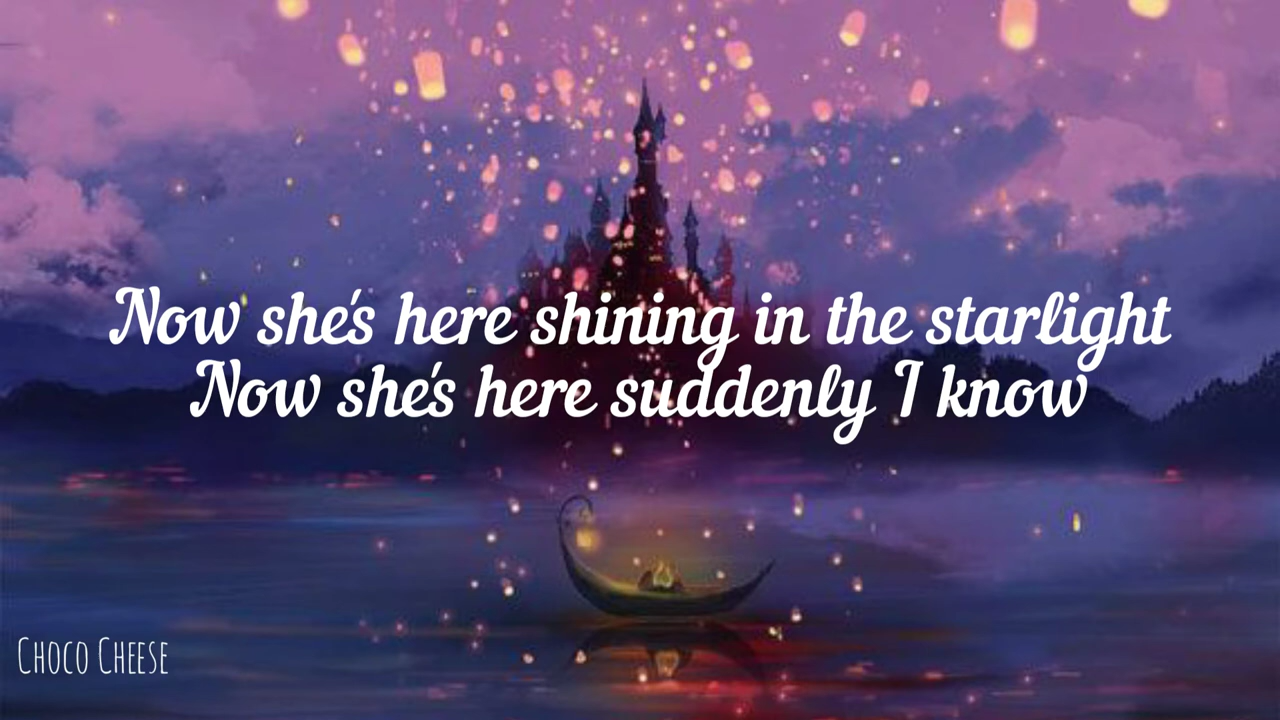 Now she's here shining in the starlight
Now she's here suddenly I know
Choco Cheese